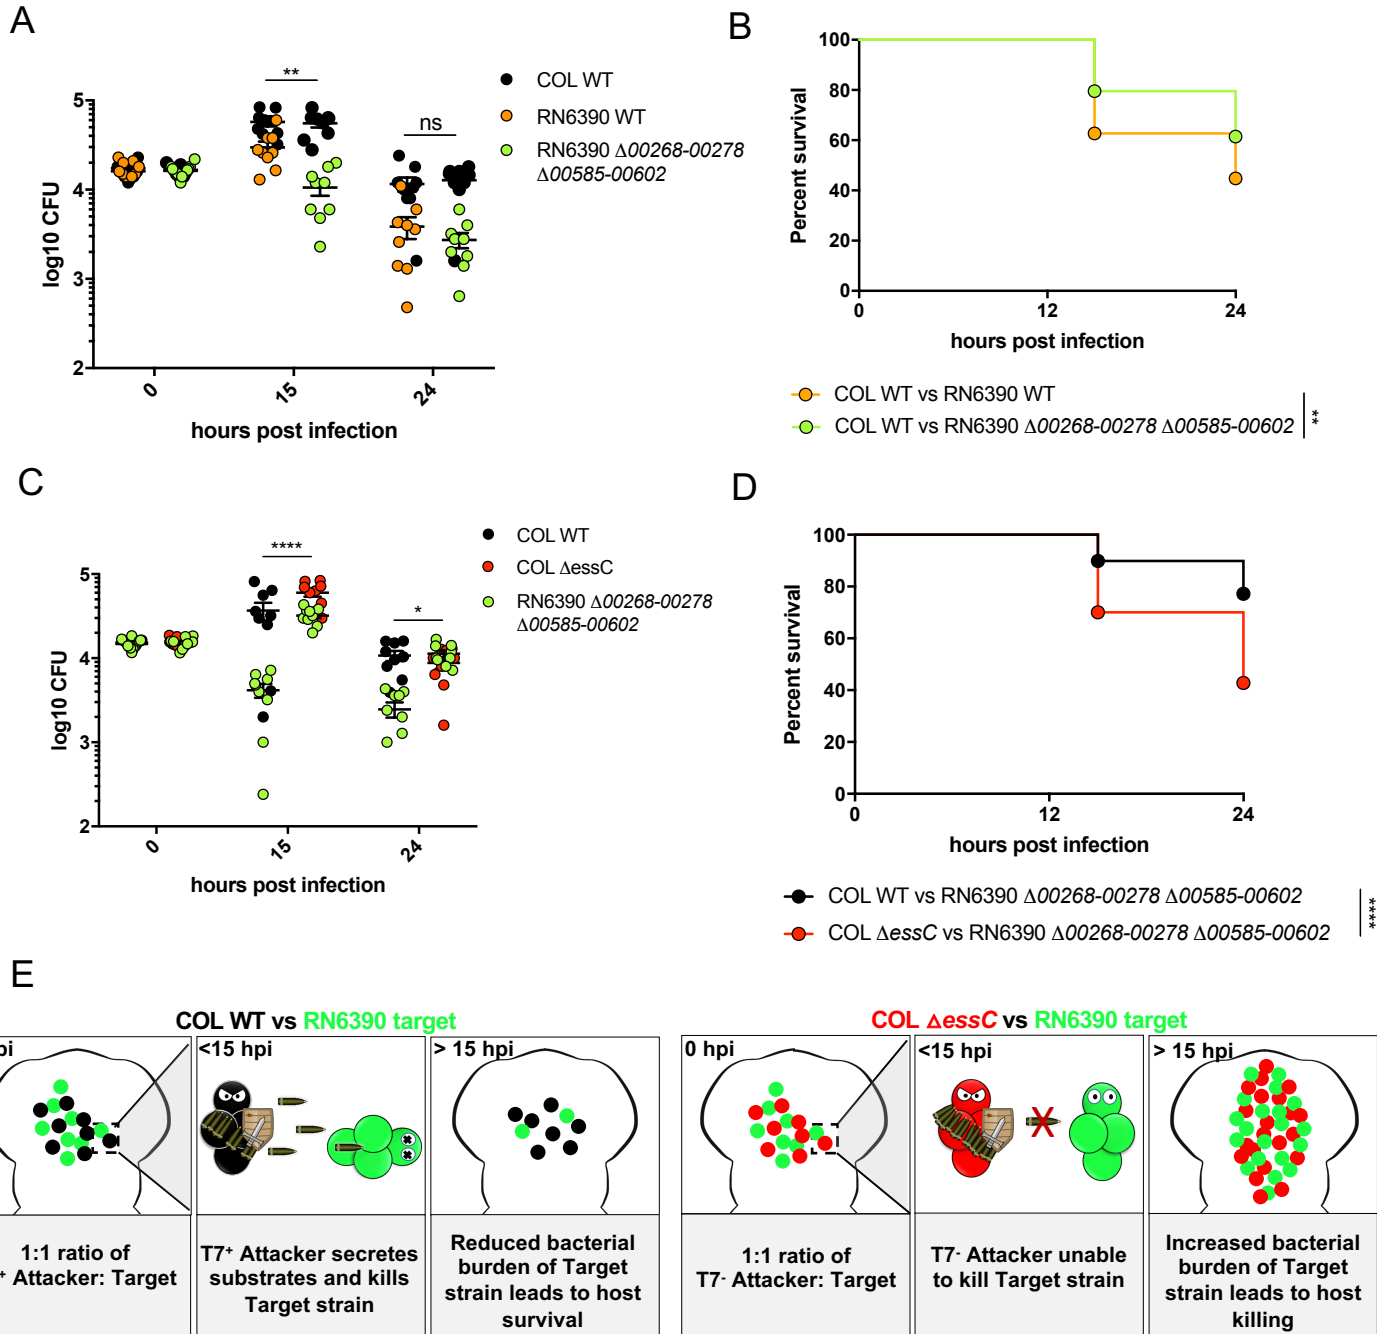 A
**
ns
5
4
3
2
log10 CFU
0
15
24
hours post infection
COL WT
RN6390 WT
RN6390 Δ00268-00278
Δ00585-00602
B
100
80
60
40
20
0
Percent survival
0
12
24
hours post infection
COL WT vs RN6390 WT
COL WT vs RN6390 Δ00268-00278 Δ00585-00602
**
C
****
*
5
4
3
2
log10 CFU
0
15
24
hours post infection
COL WT
COL ΔessC
RN6390 Δ00268-00278
Δ00585-00602
D
100
80
60
40
20
0
Percent survival
0
12
24
hours post infection
COL WT vs RN6390 Δ00268-00278 Δ00585-00602
COL ΔessC vs RN6390 Δ00268-00278 Δ00585-00602
****
E
COL WT vs RN6390 target
pi
<15 hpi
> 15 hpi
1:1 ratio of
+ Attacker: Target
T7+ Attacker secretes
substrates and kills
Target strain
Reduced bacterial
burden of Target
strain leads to host
survival
COL ΔessC vs RN6390 target
0 hpi
<15 hpi
> 15 hpi
1:1 ratio of
T7- Attacker: Target
T7- Attacker unable
to kill Target strain
Increased bacterial
burden of Target
strain leads to host
killing